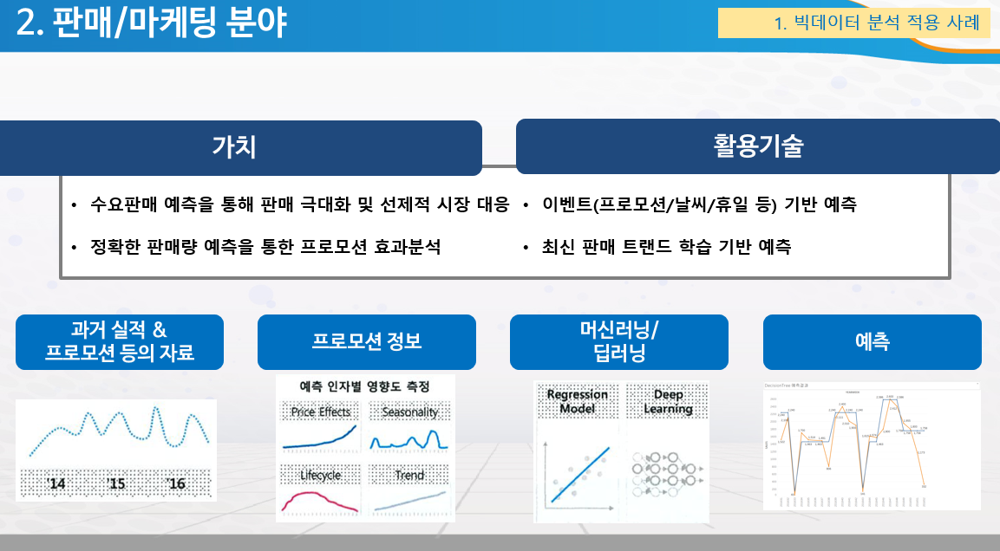 2. 판매/마케팅 분야
1. 빅데이터 분석 적용 사례
가치
활용기술
• 수요판매 예측을 통해 판매 극대화 및 선제적 시장 대응
• 정확한 판매량 예측을 통한 프로모션 효과분석
• 이벤트(프로모션/날씨/휴일 등) 기반 예측
• 최신 판매 트랜드 학습 기반 예측
과거 실적 &
프로모션 등의 자료
'14 '15 '16
프로모션 정보
예측 인자별 영향도 측정
Price Effects
Seasonality
Lifecycle
Trend
머신러닝/
딥러닝
Regression
Model
Deep
Learning
예측
DecisionTree 예측결과